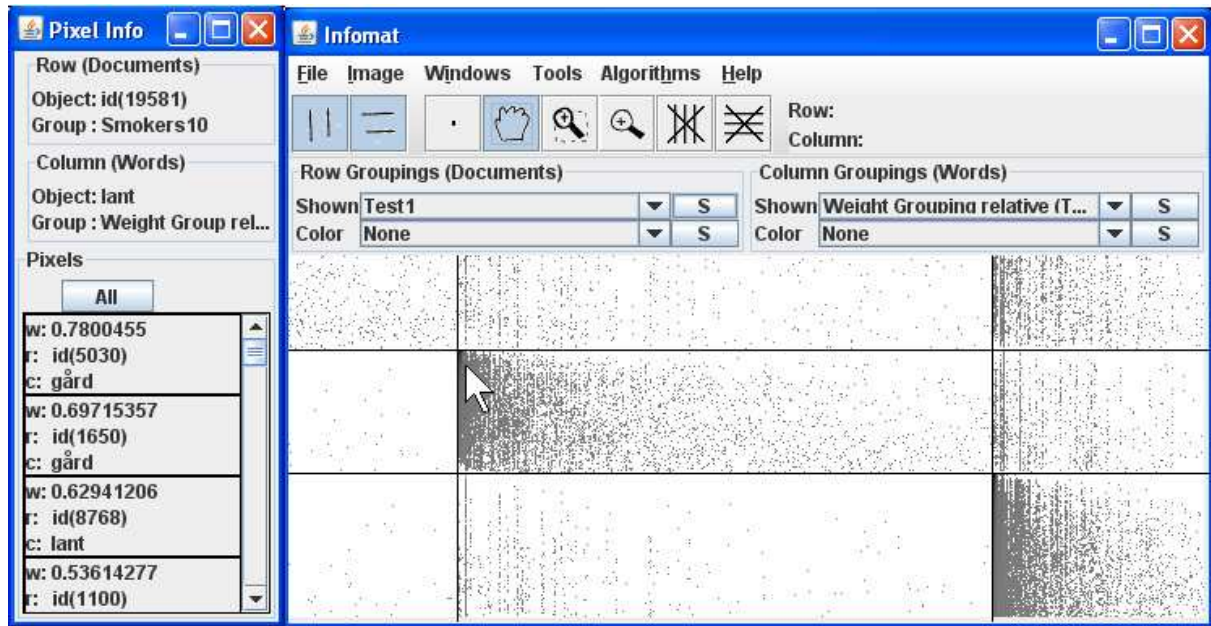 Pixel Info
Row (Documents)
Object: id(19581)
Group : Smokers10
Column (Words)
Object: lant
Group : Weight Group rel...
Pixels
All
w: 0.7800455
r: id(5030)
c: gård
w: 0.69715357
r: id(1650)
c: gård
w: 0.62941206
r: id(8768)
c: lant
w: 0.53614277
r: id(1100)
Infomat
File Image Windows Tools Algorithms Help
Row:
Column:
Row Groupings (Documents)
Shown Test1 S
Color None S
Column Groupings (Words)
Shown Weight Grouping relative (T... S
Color None S